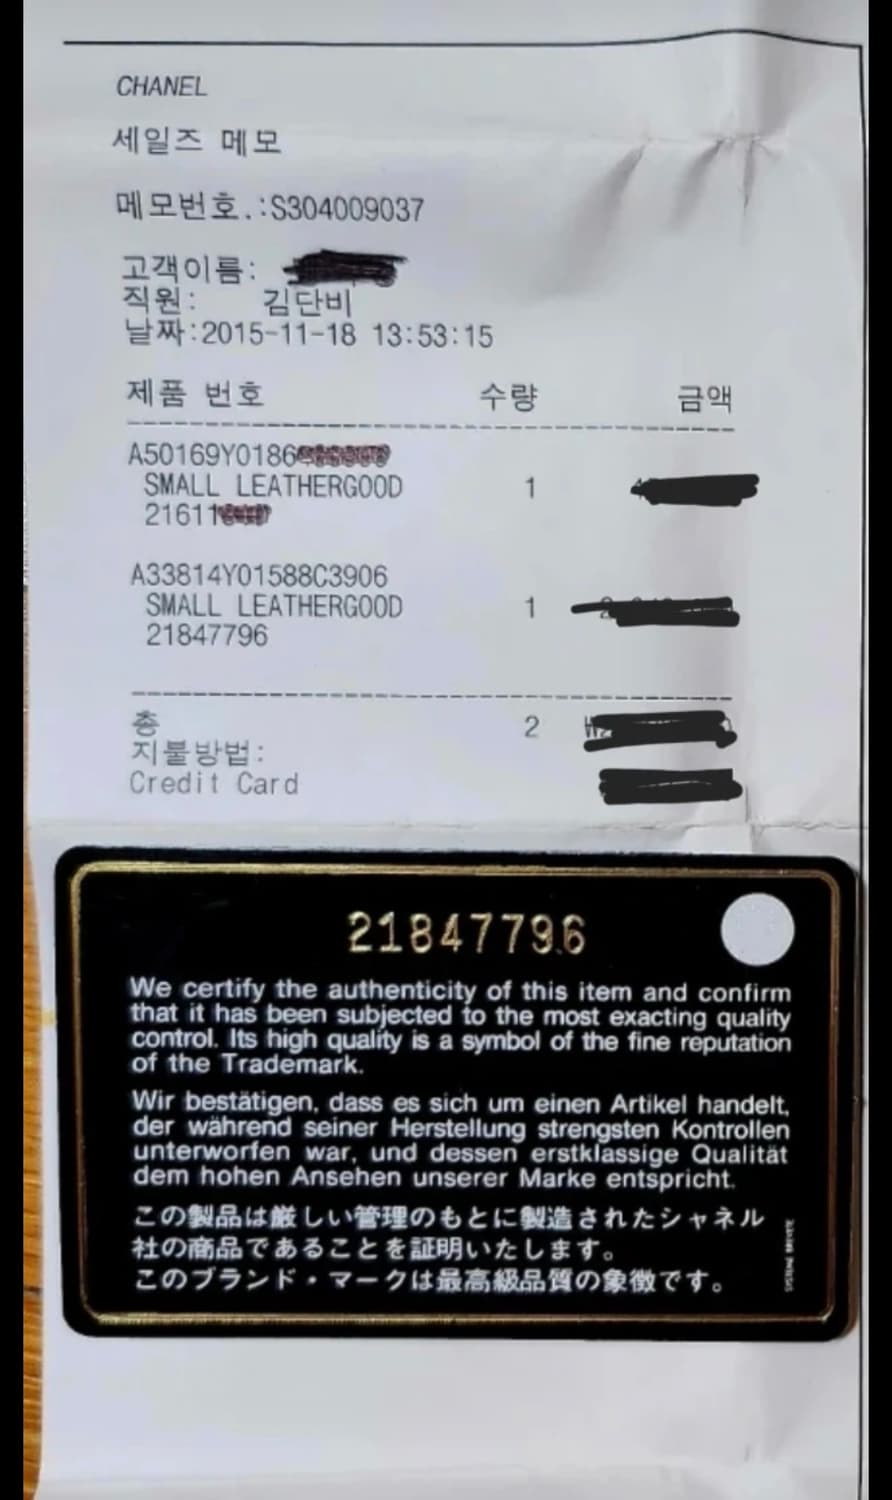 CHANEL
세일즈 메모
메모번호.:S304009037
고객이름:
직원: 김단비
날짜:2015-11-18 13:53:15
제품 번호 수량 금액
A50169Y0186
SMALL LEATHERGOOD 1
21611
A33814Y01588C3906
SMALL LEATHERGOOD 1
21847796
총 2
지불방법:
Credit Card
21847796
We certify the authenticity of this item and confirm
that it has been subjected to the most exacting quality
control. Its high quality is a symbol of the fine reputation
of the Trademark.
Wir bestätigen, dass es sich um einen Artikel handelt,
der während seiner Herstellung strengsten Kontrollen
unterworfen war, und dessen erstklassige Qualität
dem hohen Ansehen unserer Marke entspricht.
この製品は厳しい管理のもとに製造されたシャネル
社の商品であることを証明いたします。
このブランド・マークは最高級品質の象徴です。